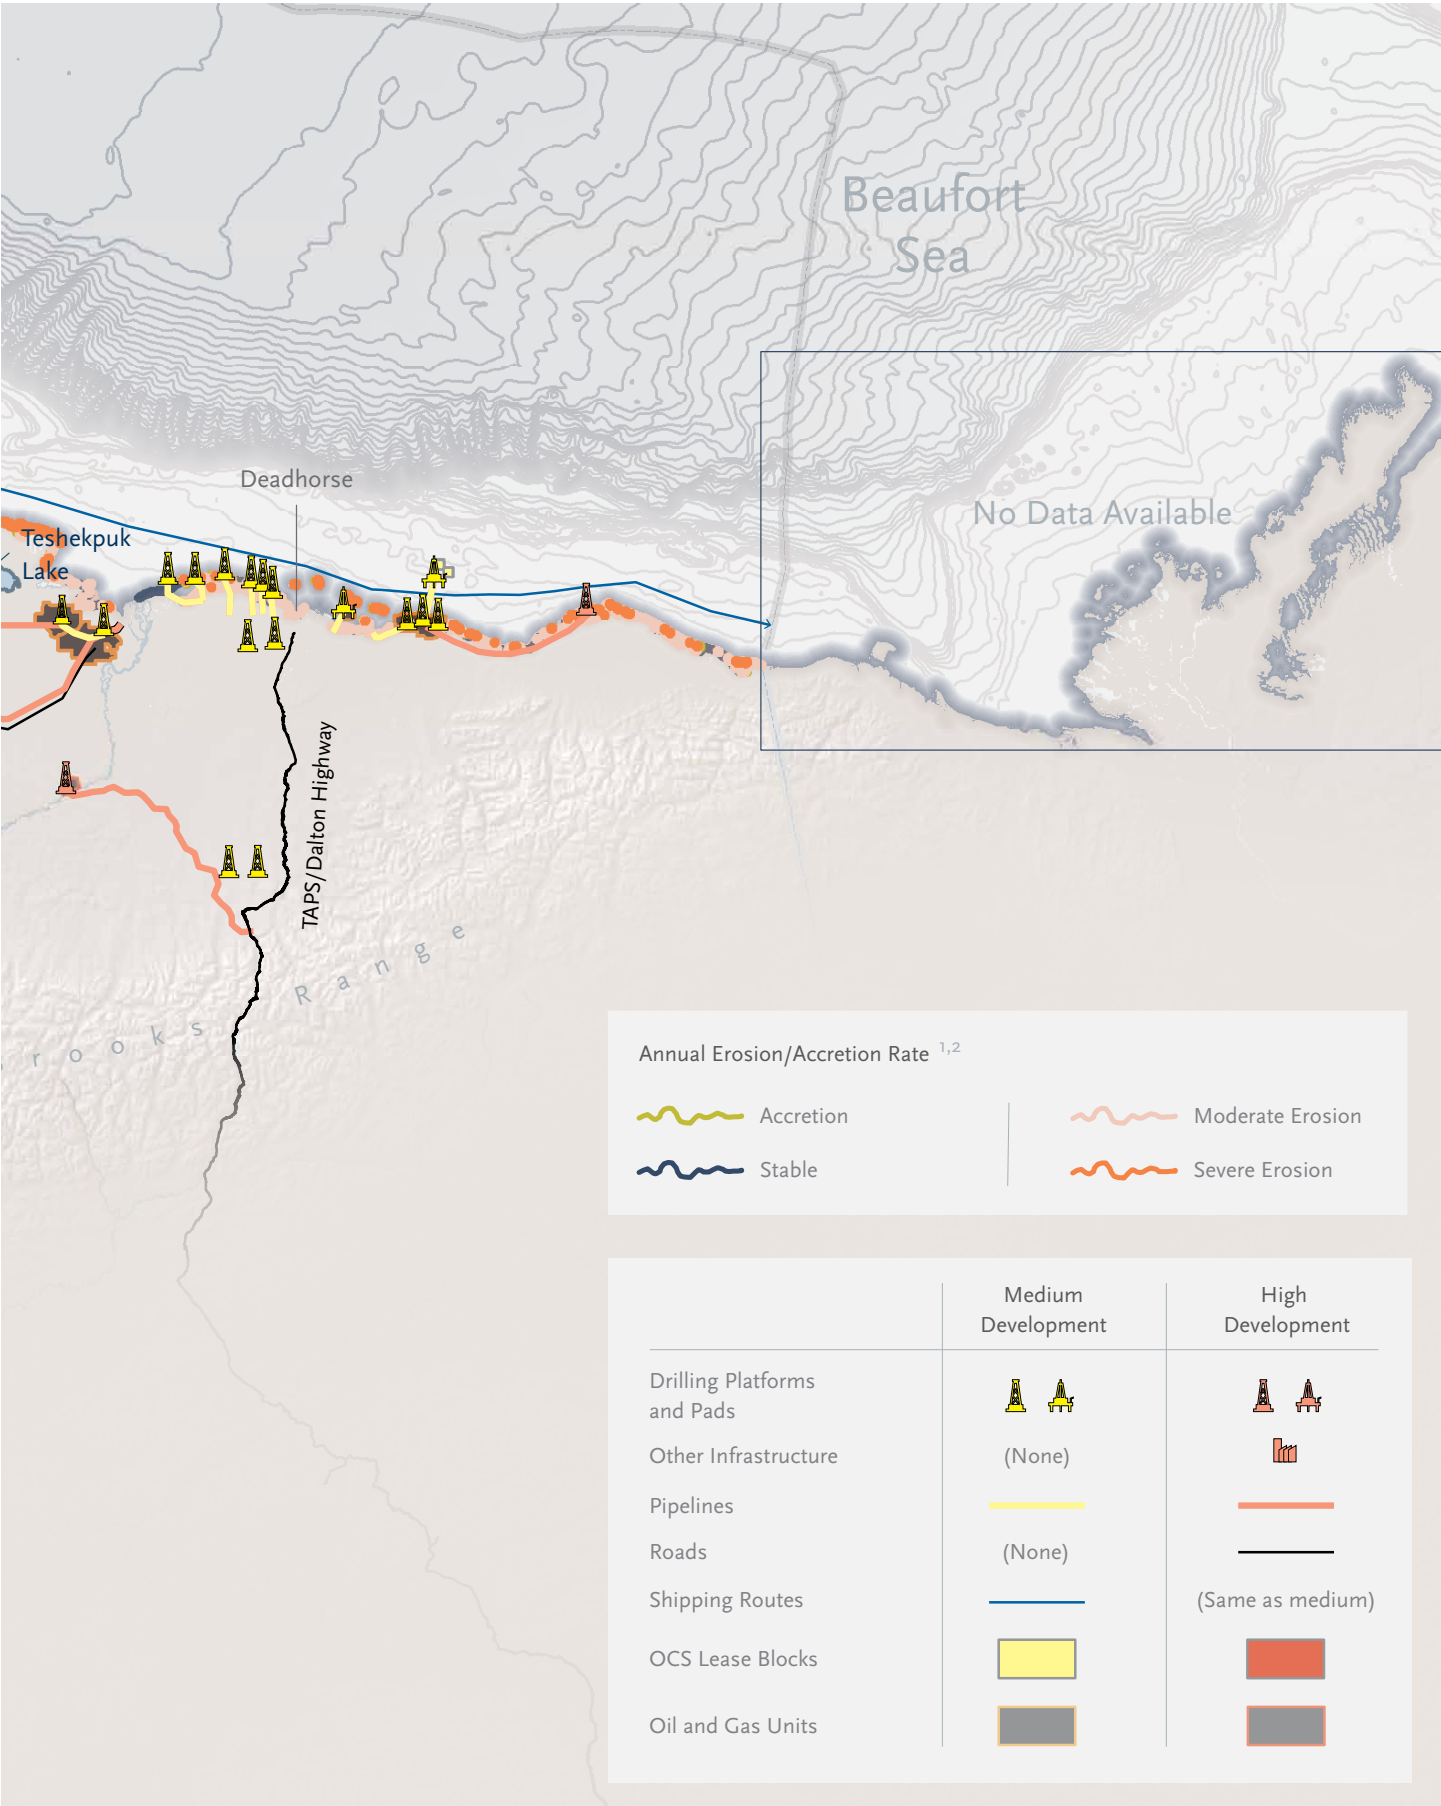 Beaufort
Sea
Deadhorse
No Data Available
Teshekpuk
Lake
TAPS/Dalton Highway
rooks Range
Annual Erosion/Accretion Rate 1,2
Accretion
Moderate Erosion
Stable
Severe Erosion
Medium
Development
High
Development
Drilling Platforms
and Pads
Other Infrastructure
(None)
Pipelines
Roads
(None)
Shipping Routes
(Same as medium)
OCS Lease Blocks
Oil and Gas Units